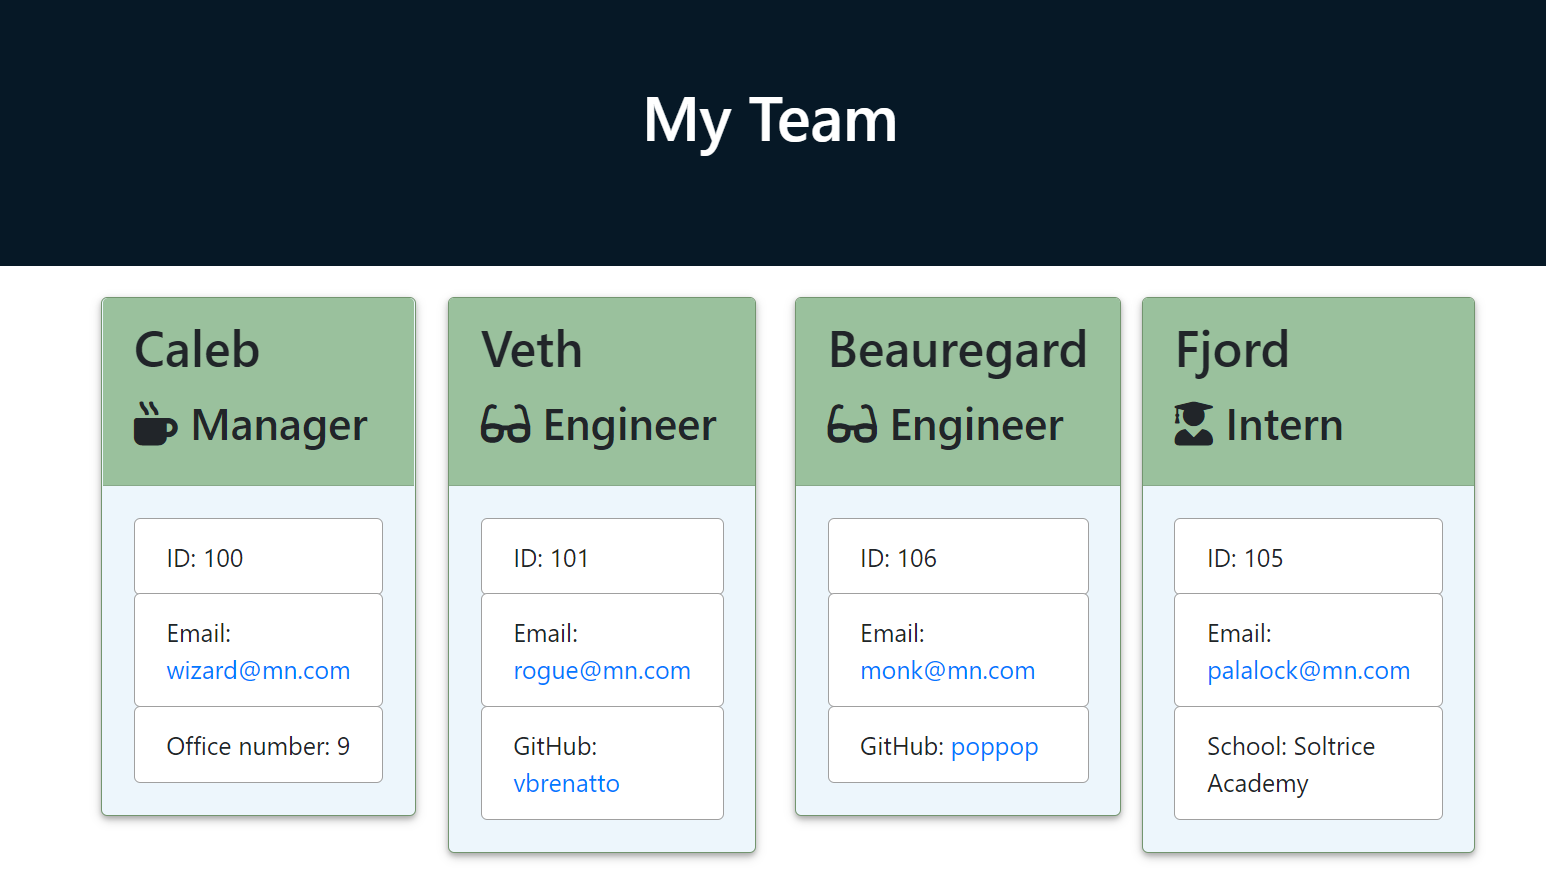 My Team
Caleb
Manager
ID: 100
Email:
wizard@mn.com
Office number: 9
Veth
Engineer
ID: 101
Email:
rogue@mn.com
GitHub:
vbrenatto
Beauregard
Engineer
ID: 106
Email:
monk@mn.com
GitHub: poppop
Fjord
Intern
ID: 105
Email:
palalock@mn.com
School: Soltrice
Academy